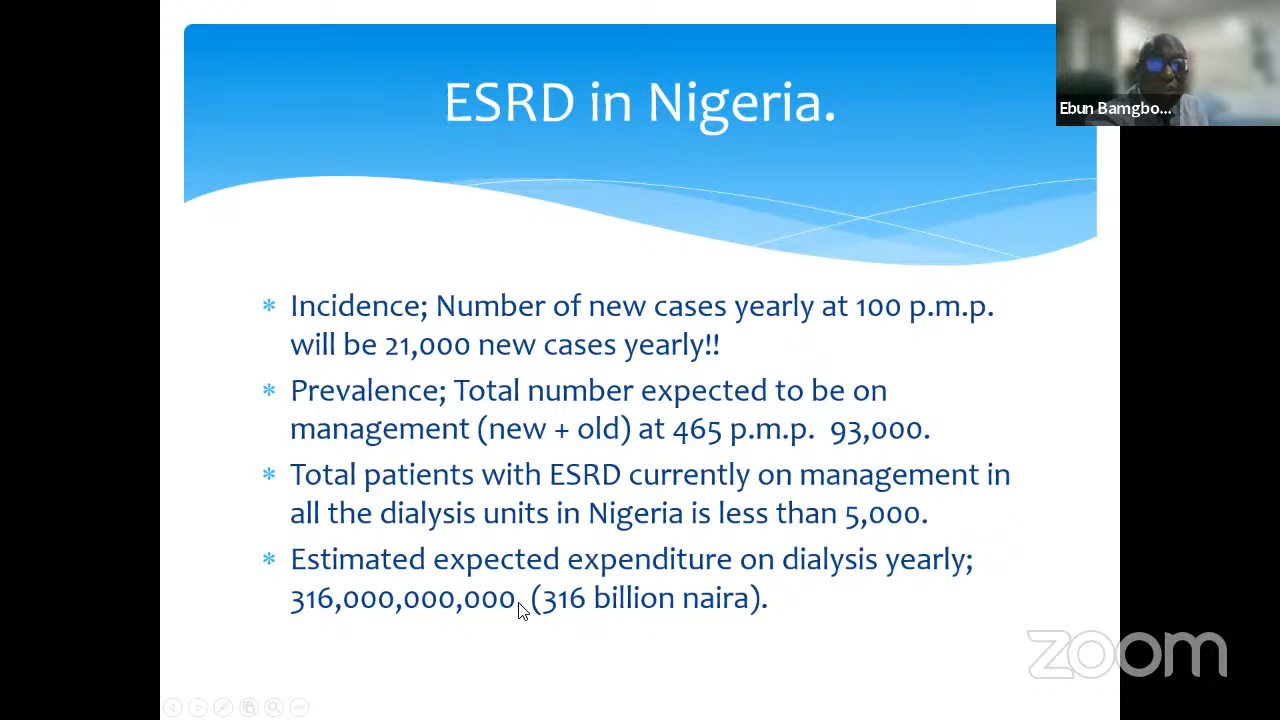 ESRD in Nigeria.
Ebun Bamgbo...
* Incidence; Number of new cases yearly at 100 p.m.p.
will be 21,000 new cases yearly!!
* Prevalence; Total number expected to be on
management (new + old) at 465 p.m.p. 93,000.
* Total patients with ESRD currently on management in
all the dialysis units in Nigeria is less than 5,000.
* Estimated expected expenditure on dialysis yearly;
316,000,000,000, (316 billion naira).
zoom